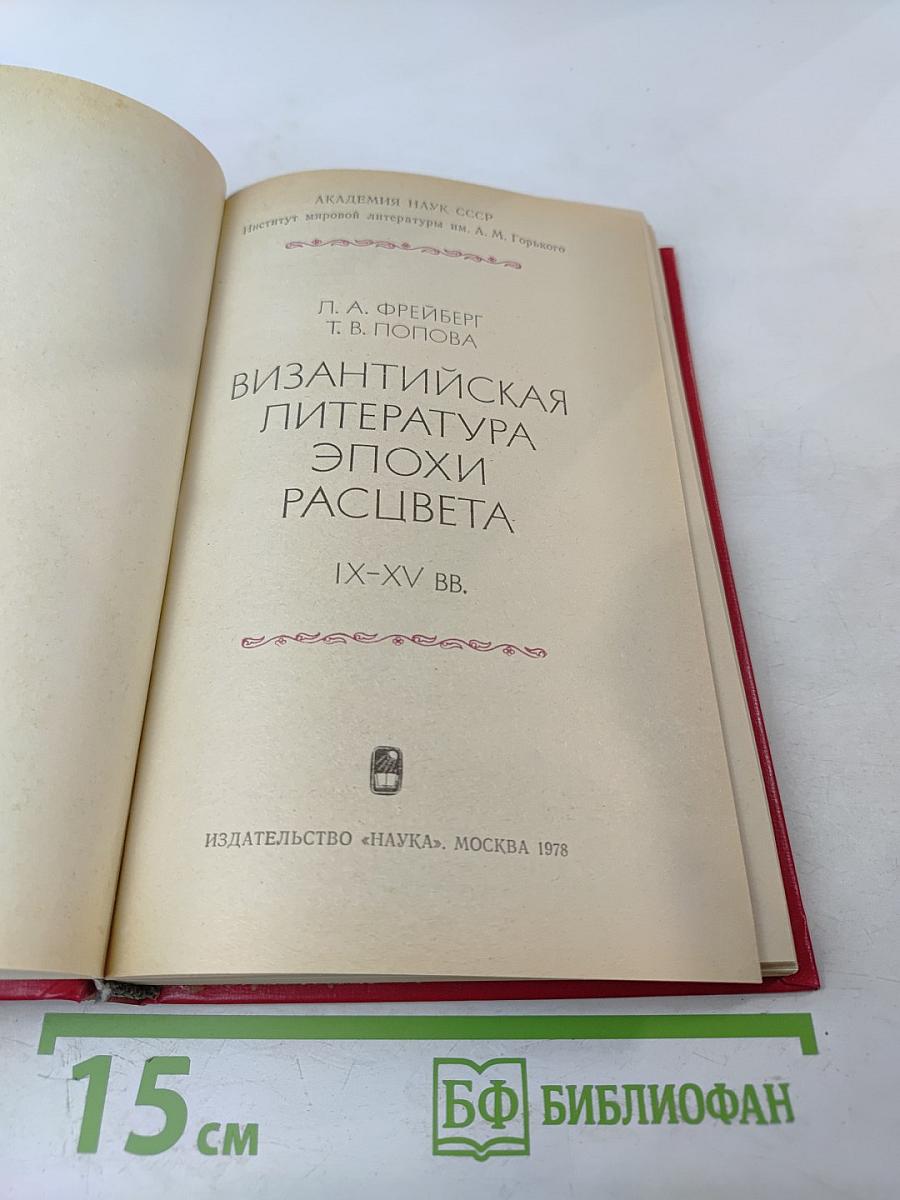 АКАДЕМИЯ НАУК СССР
Институт мировой литературы им. А. М. Горького
Л. А. ФРЕЙБЕРГ
Т. В. ПОПОВА
ВИЗАНТИЙСКАЯ
ЛИТЕРАТУРА
ЭПОХИ
РАСЦВЕТА
IX–XV ВВ.
ИЗДАТЕЛЬСТВО «НАУКА». МОСКВА 1978
15 см
БФ БИБЛИОФАН